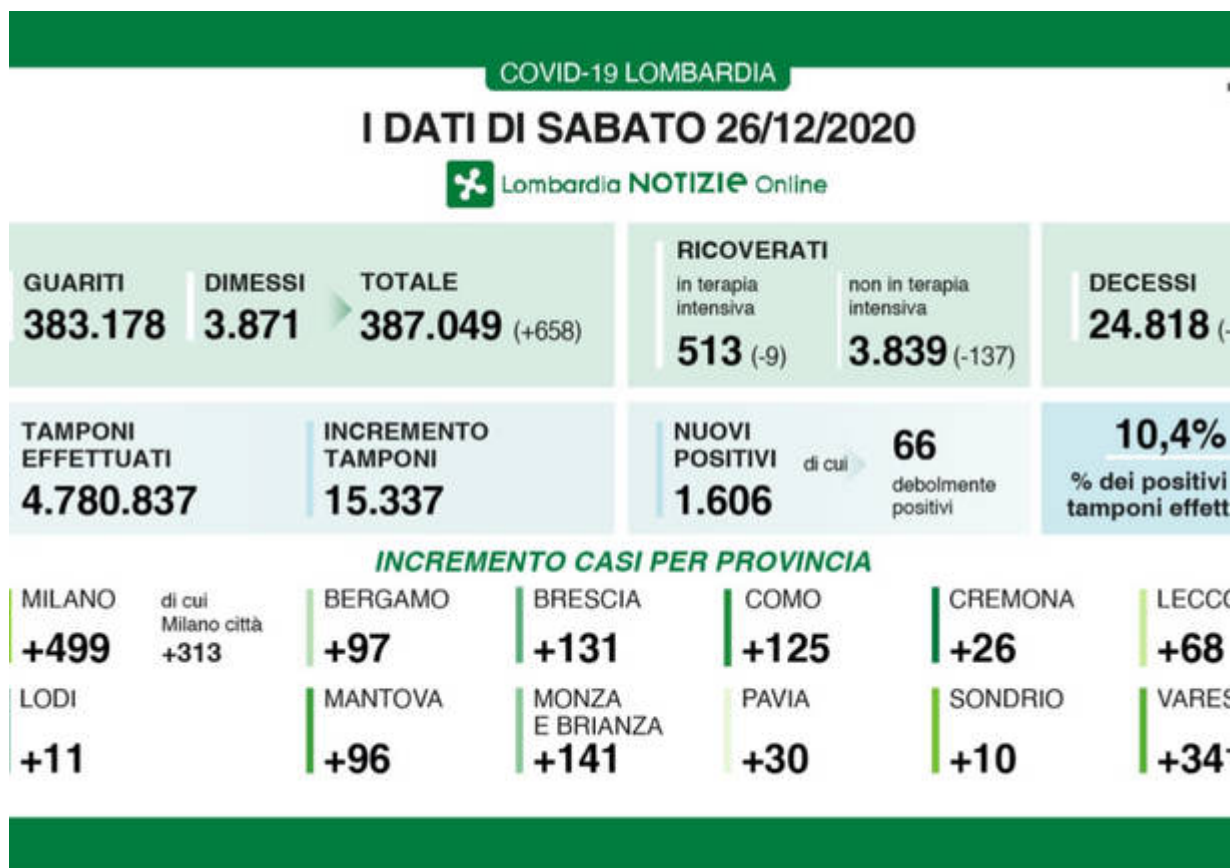 COVID-19 LOMBARDIA
I DATI DI SABATO 26/12/2020
Lombardia NOTIZIE Online
GUARITI
383.178
DIMESSI
3.871
TOTALE
387.049 (+658)
RICOVERATI
in terapia
intensiva
513 (-9)
non in terapia
intensiva
3.839 (-137)
DECESSI
24.818
TAMPONI
EFFETTUATI
4.780.837
INCREMENTO
TAMPONI
15.337
NUOVI
POSITIVI
1.606
di cui
66
debolmente
positivi
10,4%
% dei positivi
tamponi
INCREMENTO CASI PER PROVINCIA
MILANO
+499
di cui
Milano città
+313
BERGAMO
+97
BRESCIA
+131
COMO
+125
CREMONA
+26
LECCO
+68
LODI
+11
MANTOVA
+96
MONZA
E BRIANZA
+141
PAVIA
+30
SONDRIO
+10